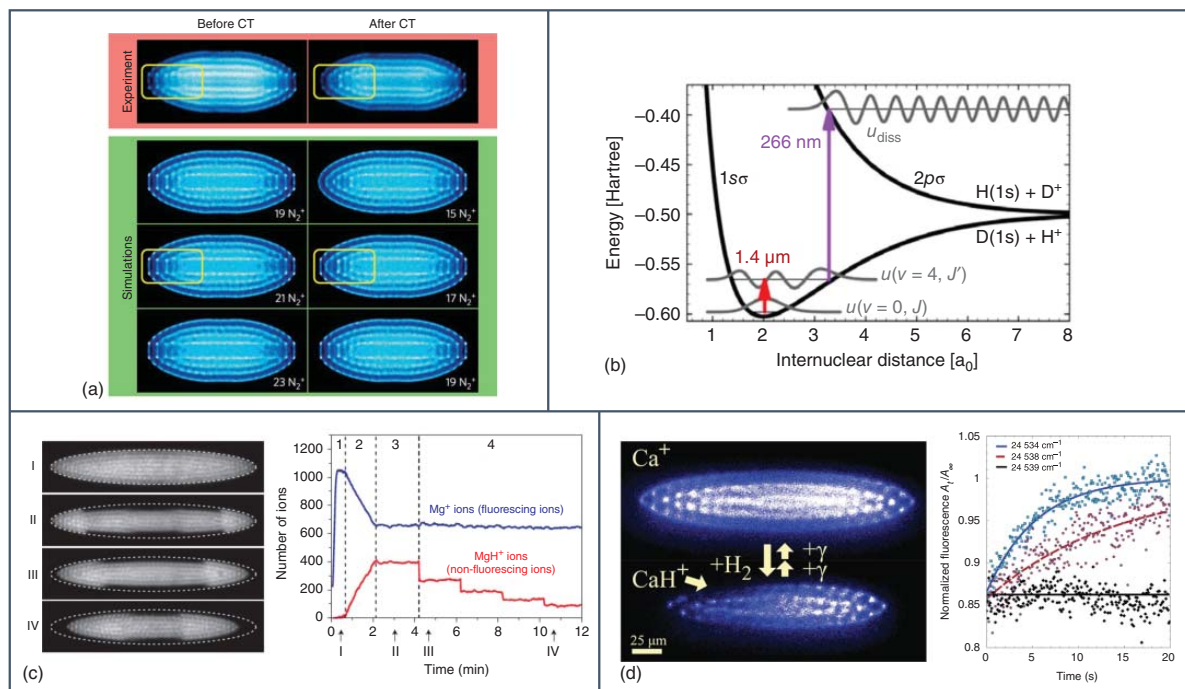 Before CT
After CT
Experiment
Simulations
19 N₂⁺
15 N₂⁺
21 N₂⁺
17 N₂⁺
23 N₂⁺
19 N₂⁺
(a)
Energy [Hartree]
−0.40
−0.45
−0.50
−0.55
−0.60
1sσ
266 nm
u_diss
2pσ
H(1s) + D⁺
D(1s) + H⁺
1.4 µm
u(v = 4, J′)
u(v = 0, J)
1 2 3 4 5 6 7 8
Internuclear distance [a₀]
(b)
I
II
III
IV
(c)
Number of ions
1200
1000
800
600
400
200
0
1 2 3 4
Mg⁺ ions (fluorescing ions)
MgH⁺ ions
(non-fluorescing ions)
0 2 4 6 8 10 12
I II III IV
Time (min)
Ca⁺
+H₂
+γ
+γ
CaH⁺
25 µm
(d)
Normalized fluorescence A_t/A_∞
1.05
1
0.95
0.9
0.85
0.8
24 534 cm⁻¹
24 538 cm⁻¹
24 539 cm⁻¹
0 5 10 15 20
Time (s)